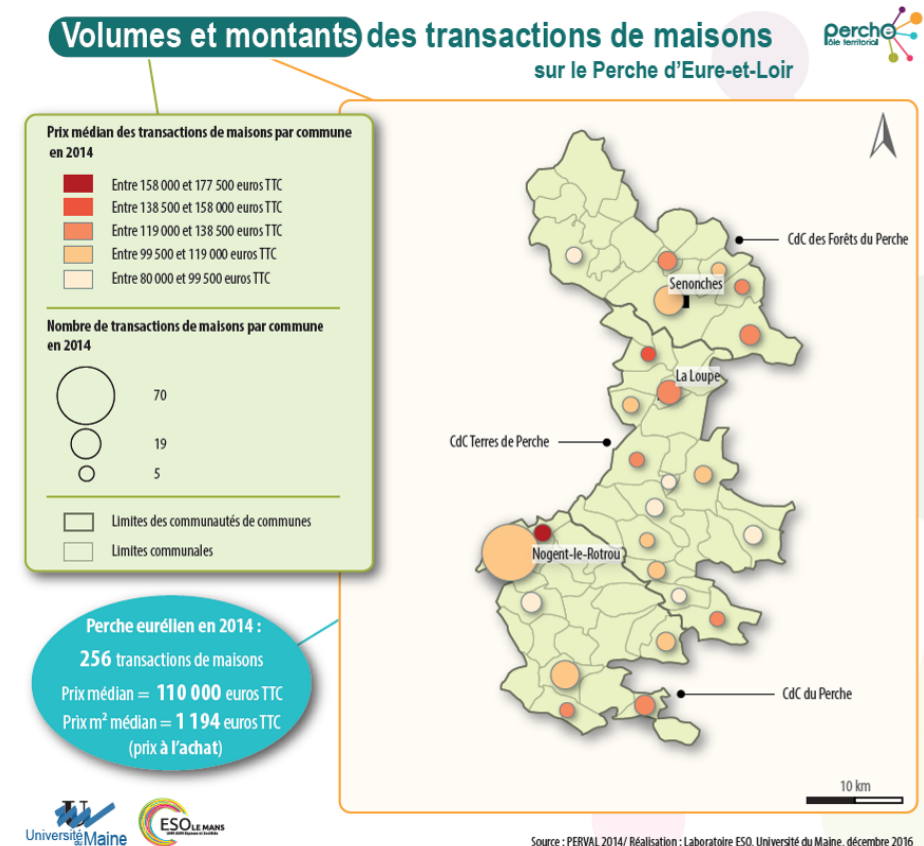 Volumes et montants des transactions de maisons
sur le Perche d'Eure-et-Loir
perche
pôle territorial
Prix médian des transactions de maisons par commune
en 2014
Entre 158 000 et 177 500 euros TTC
Entre 138 500 et 158 000 euros TTC
Entre 119 000 et 138 500 euros TTC
Entre 99 500 et 119 000 euros TTC
Entre 80 000 et 99 500 euros TTC
Nombre de transactions de maisons par commune
en 2014
70
19
5
Limites des communautés de communes
Limites communales
CdC des Forêts du Perche
Senonches
La Loupe
CdC Terres de Perche
Nogent-le-Rotrou
CdC du Perche
10 km
Perche eurélien en 2014 :
256 transactions de maisons
Prix médian = 110 000 euros TTC
Prix m² médian = 1 194 euros TTC
(prix à l'achat)
Université du Maine
ESO LE MANS
Source : PERVAL 2014/ Réalisation : Laboratoire ESO, Université du Maine, décembre 2016